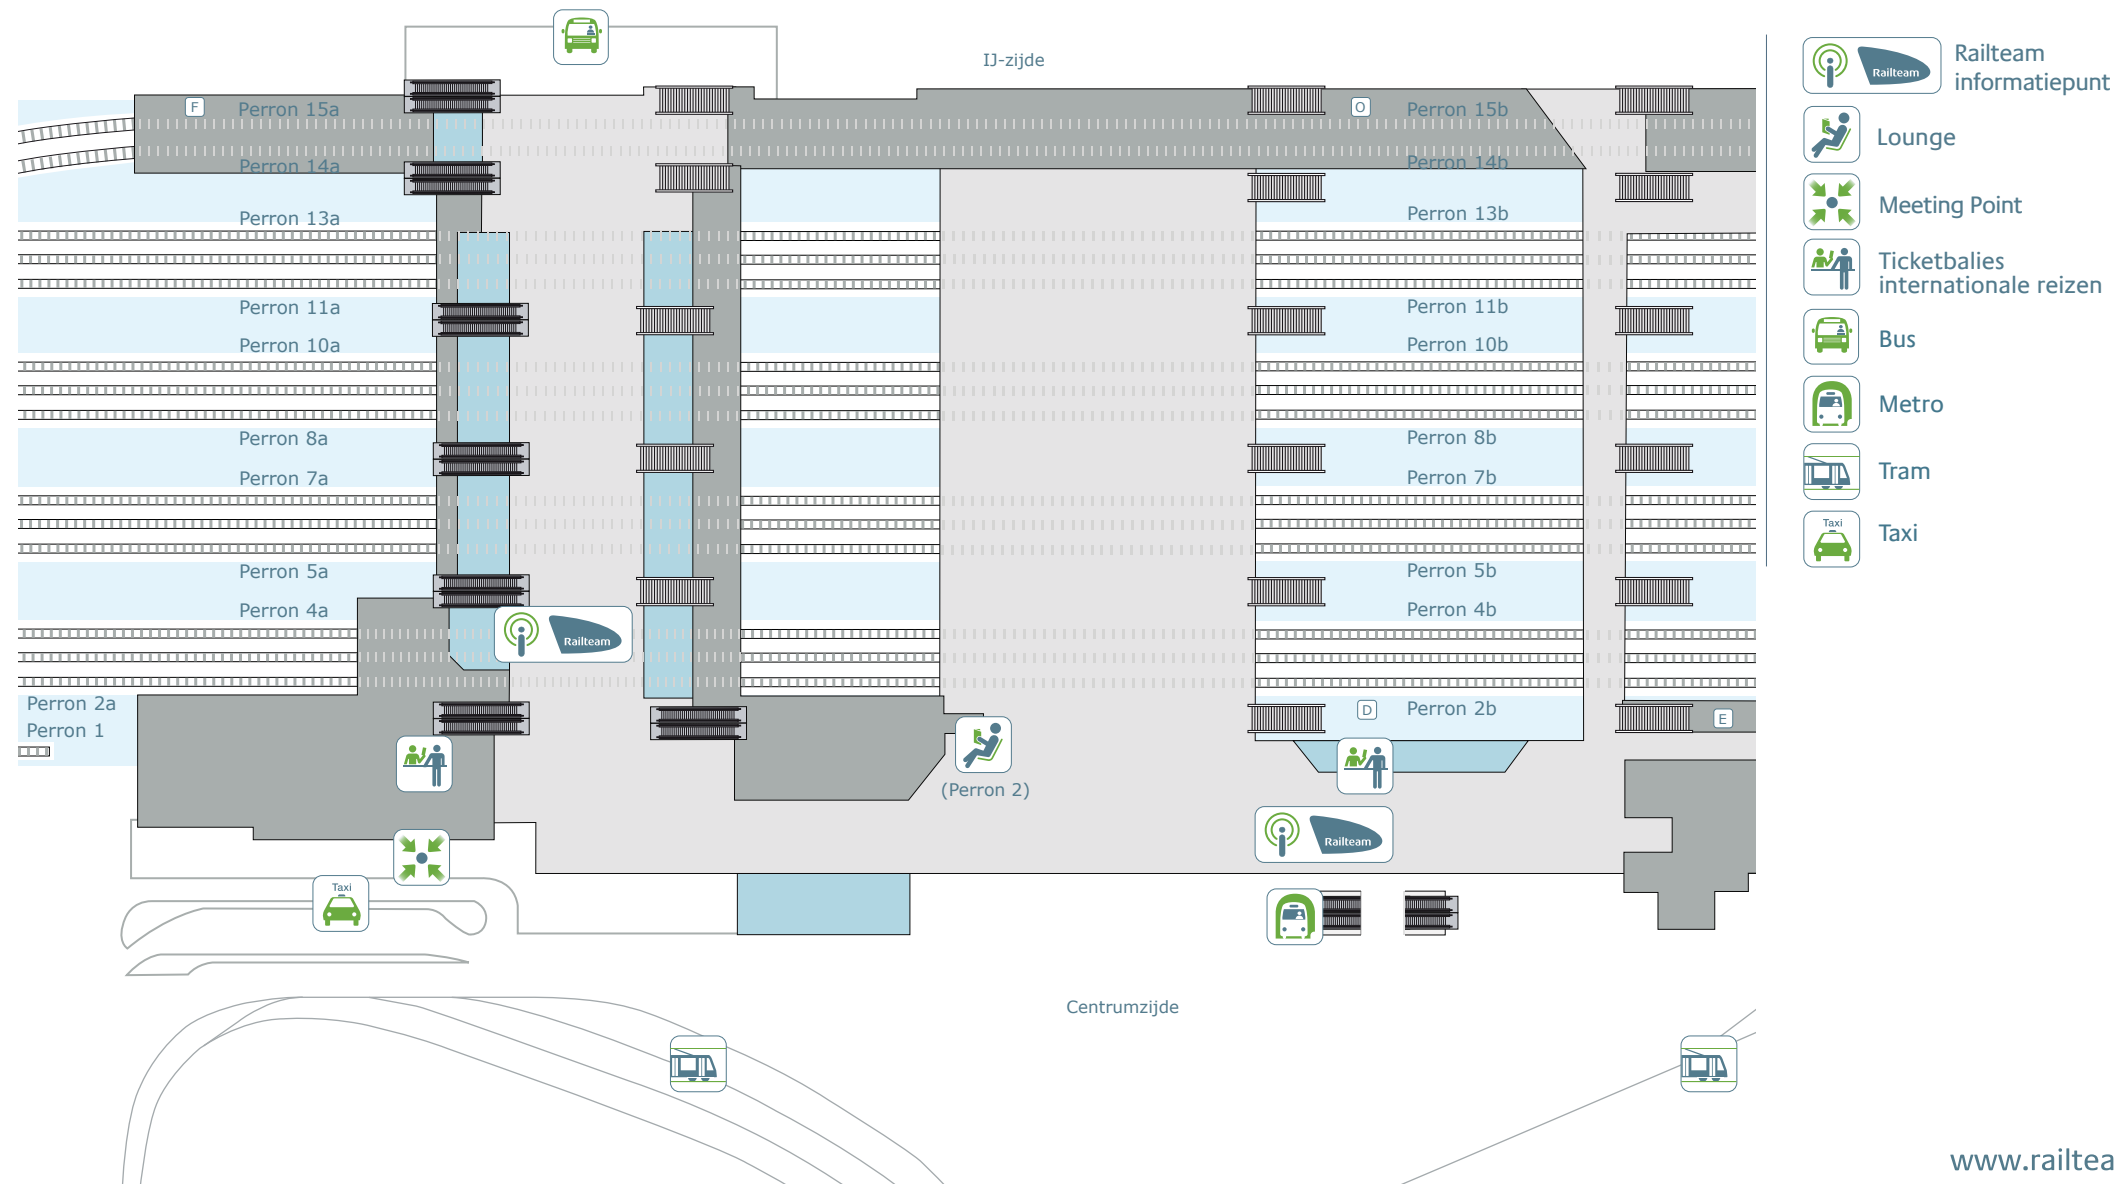 IJ-zijde
F
Perron 15a
O
Perron 15b
Perron 14a
Perron 14b
Perron 13a
Perron 13b
Perron 11a
Perron 11b
Perron 10a
Perron 10b
Perron 8a
Perron 8b
Perron 7a
Perron 7b
Perron 5a
Perron 5b
Perron 4a
Perron 4b
Railteam
Perron 2a
Perron 1
D
Perron 2b
E
(Perron 2)
Railteam
Taxi
Centrumzijde
Railteam
Railteam
informatiepunt
Lounge
Meeting Point
Ticketbalies
internationale reizen
Bus
Metro
Tram
Taxi
Taxi
www.railtea